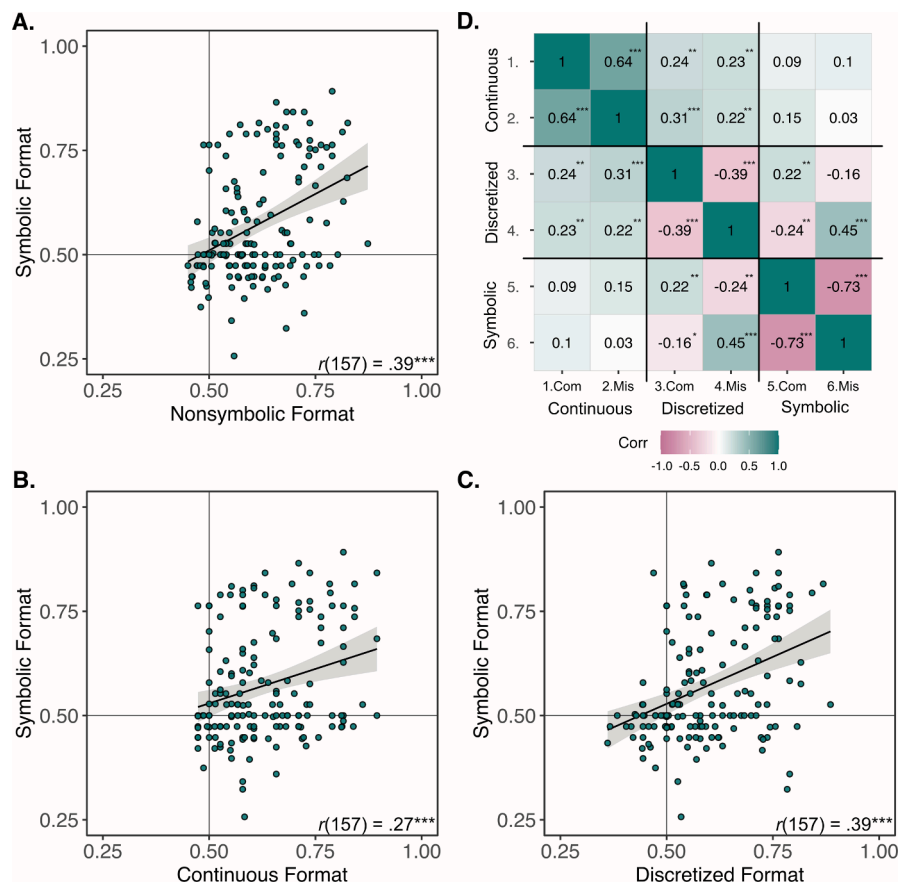 A.
1.00
0.75
0.50
0.25
Symbolic Format
r(157) = .39***
0.25 0.50 0.75 1.00
Nonsymbolic Format
D.
Continuous
Discretized
Symbolic
1. 1 0.64*** 0.24** 0.23** 0.09 0.1
2. 0.64*** 1 0.31*** 0.22** 0.15 0.03
3. 0.24** 0.31*** 1 -0.39*** 0.22** -0.16
4. 0.23** 0.22** -0.39*** 1 -0.24** 0.45***
5. 0.09 0.15 0.22** -0.24** 1 -0.73***
6. 0.1 0.03 -0.16* 0.45*** -0.73*** 1
1.Com 2.Mis 3.Com 4.Mis 5.Com 6.Mis
Continuous Discretized Symbolic
Corr
-1.0 -0.5 0.0 0.5 1.0
B.
1.00
0.75
0.50
0.25
Symbolic Format
r(157) = .27***
0.25 0.50 0.75 1.00
Continuous Format
C.
1.00
0.75
0.50
0.25
Symbolic Format
r(157) = .39***
0.25 0.50 0.75 1.00
Discretized Format